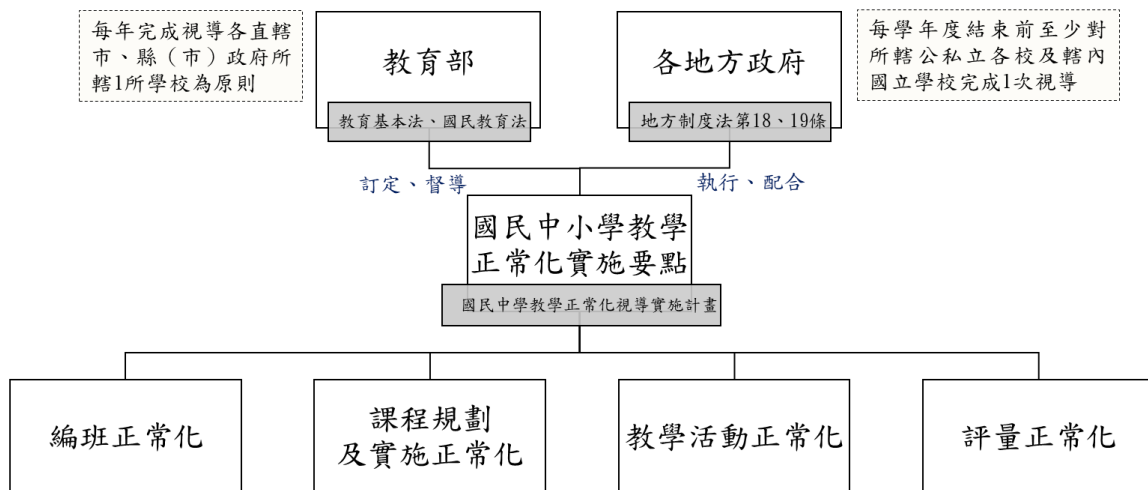 每年完成視導各直轄
市、縣（市）政府所
轄1所學校為原則
教育部
教育基本法、國民教育法
各地方政府
地方制度法第18、19條
每學年度結束前至少對
所轄公私立各校及轄內
國立學校完成1次視導
訂定、督導
執行、配合
國民中小學教學
正常化實施要點
國民中學教學正常化視導實施計畫
編班正常化
課程規劃
及實施正常化
教學活動正常化
評量正常化